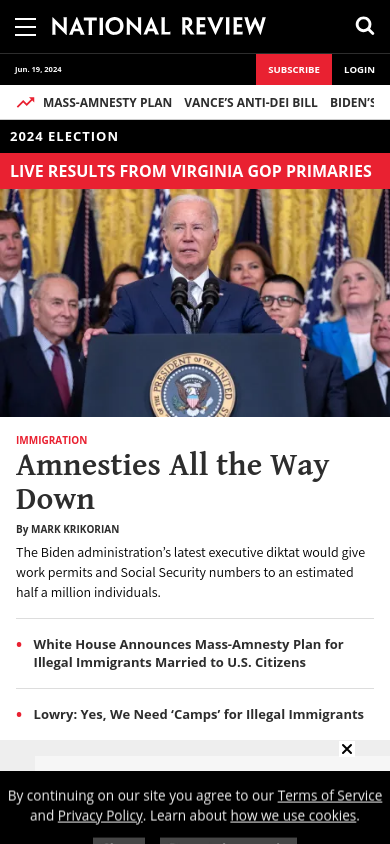 NATIONAL REVIEW
Jun. 19, 2024
SUBSCRIBE
LOGIN
MASS-AMNESTY PLAN
VANCE’S ANTI-DEI BILL
BIDEN’S
2024 ELECTION
LIVE RESULTS FROM VIRGINIA GOP PRIMARIES
PRESIDENT OF THE UNITED
IMMIGRATION
Amnesties All the Way
Down
By MARK KRIKORIAN
The Biden administration’s latest executive diktat would give
work permits and Social Security numbers to an estimated
half a million individuals.
• White House Announces Mass-Amnesty Plan for
Illegal Immigrants Married to U.S. Citizens
• Lowry: Yes, We Need ‘Camps’ for Illegal Immigrants
By continuing on our site you agree to our Terms of Service
and Privacy Policy. Learn about how we use cookies.